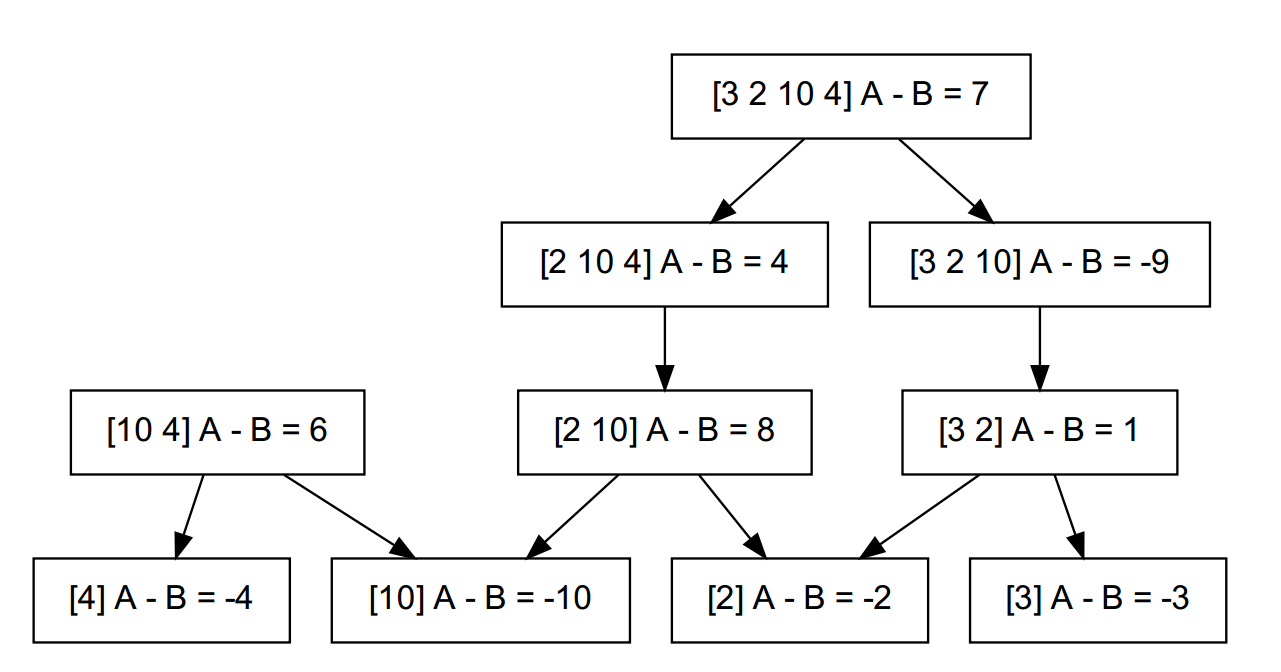 [3 2 10 4] A - B = 7
[2 10 4] A - B = 4
[3 2 10] A - B = -9
[10 4] A - B = 6
[2 10] A - B = 8
[3 2] A - B = 1
[4] A - B = -4
[10] A - B = -10
[2] A - B = -2
[3] A - B = -3